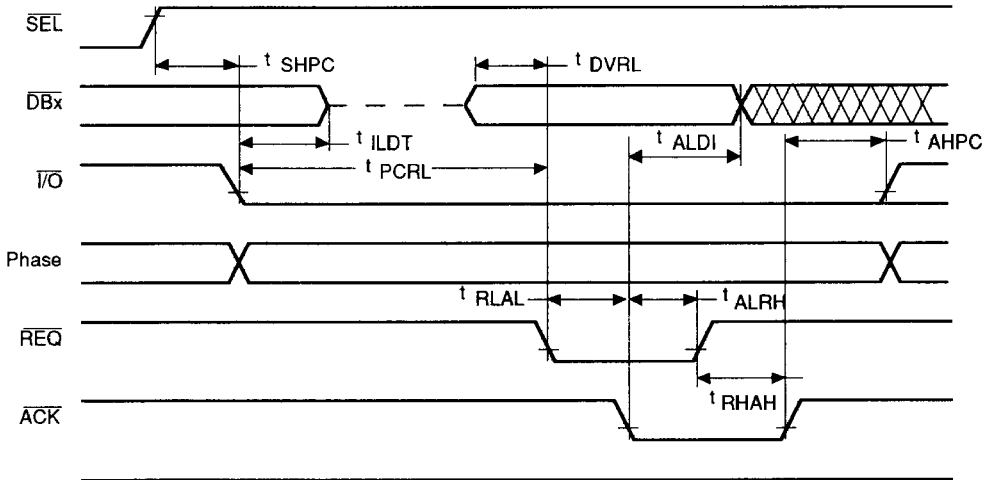 SEL
t SHPC
t DVRL
DBx
t ILDT
t ALDI
t AHPC
t PCRL
I/O
Phase
t RLAL
t ALRH
REQ
t RHAH
ACK